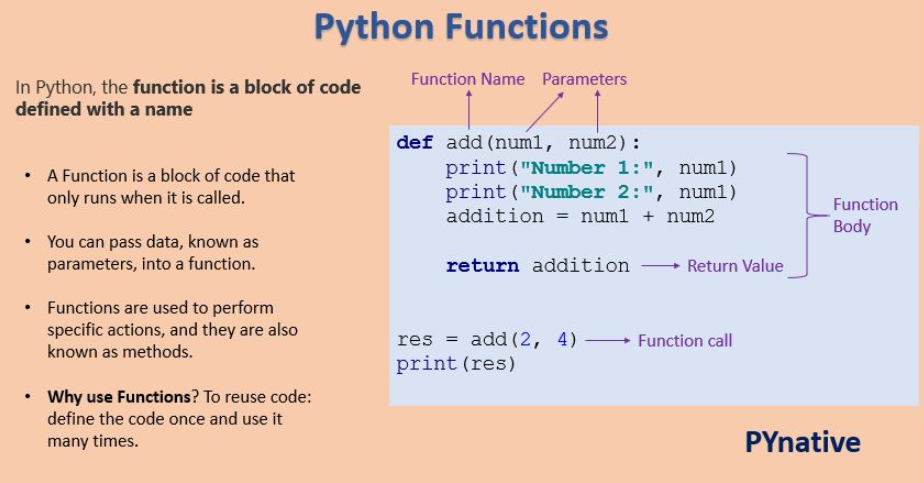 Python Functions
In Python, the function is a block of code
defined with a name
• A Function is a block of code that
only runs when it is called.
• You can pass data, known as
parameters, into a function.
• Functions are used to perform
specific actions, and they are also
known as methods.
• Why use Functions? To reuse code:
define the code once and use it
many times.
Function Name Parameters
def add(num1, num2):
    print("Number 1:", num1)
    print("Number 2:", num1)
    addition = num1 + num2
    return addition
Return Value
Function
Body
res = add(2, 4)
Function call
print(res)
PYnative